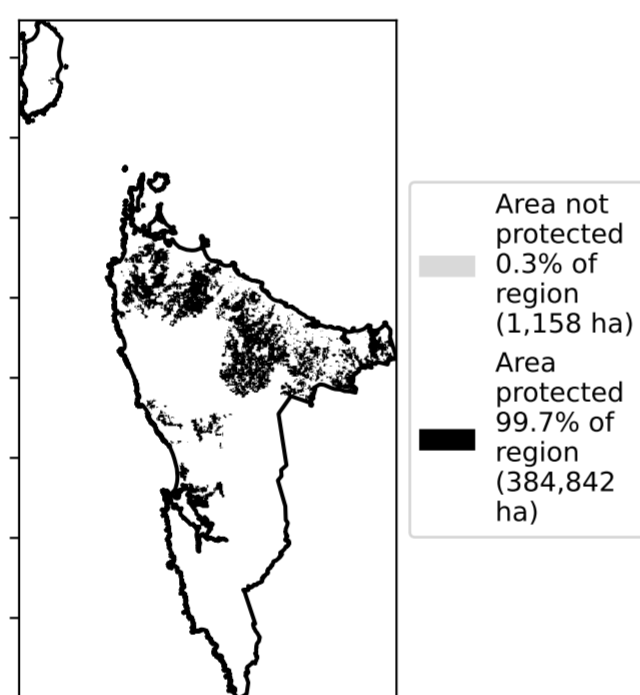 Area not
protected
0.3% of
region
(1,158 ha)
Area
protected
99.7% of
region
(384,842
ha)